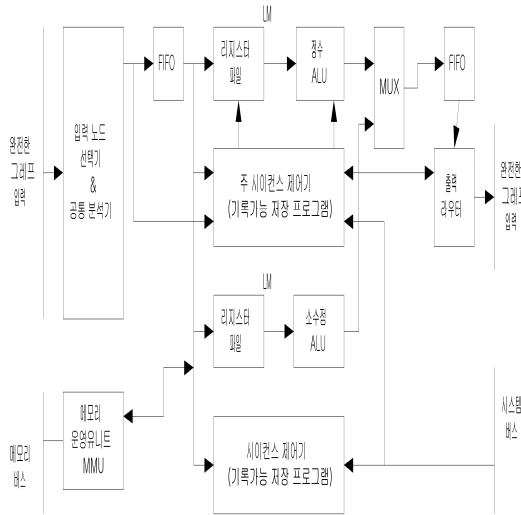 LM
FIFO
리지스터
파일
정수
ALU
MUX
FIFO
완전한
그래프
입력
입력 노드
선택기
&
공통 분석기
주 시이컨스 제어기
(기록가능 저장 프로그램)
출력
라우터
완전한
그래프
입력
LM
리지스터
파일
소수점
ALU
메모리
버스
메모리
운영유니트
MMU
시이컨스 제어기
(기록가능 저장 프로그램)
시스템
버스